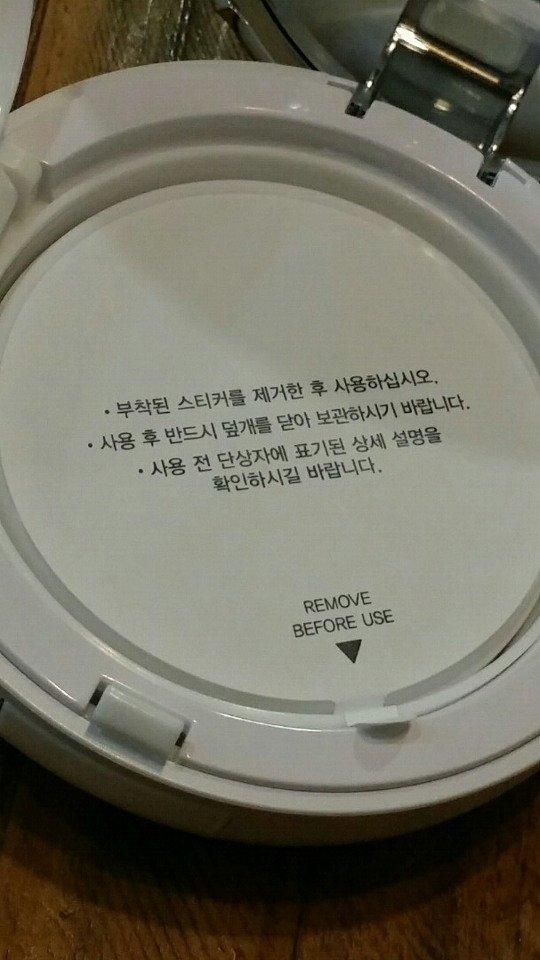 • 부착된 스티커를 제거한 후 사용하십시오.
• 사용 후 반드시 덮개를 닫아 보관하시기 바랍니다.
• 사용 전 단상자에 표기된 상세 설명을
확인하시길 바랍니다.
REMOVE
BEFORE USE